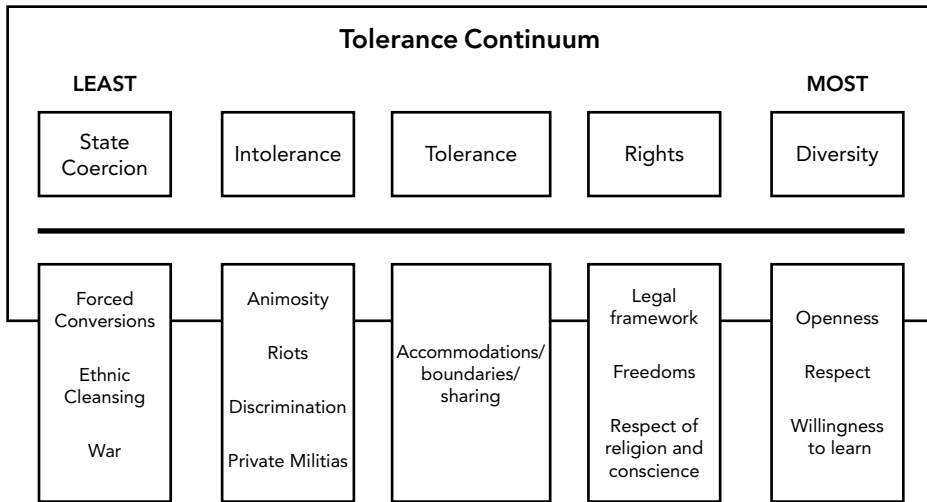 Tolerance Continuum
LEAST
MOST
State
Coercion
Intolerance
Tolerance
Rights
Diversity
Forced
Conversions
Ethnic
Cleansing
War
Animosity
Riots
Discrimination
Private Militias
Accommodations/
boundaries/
sharing
Legal
framework
Freedoms
Respect of
religion and
conscience
Openness
Respect
Willingness
to learn